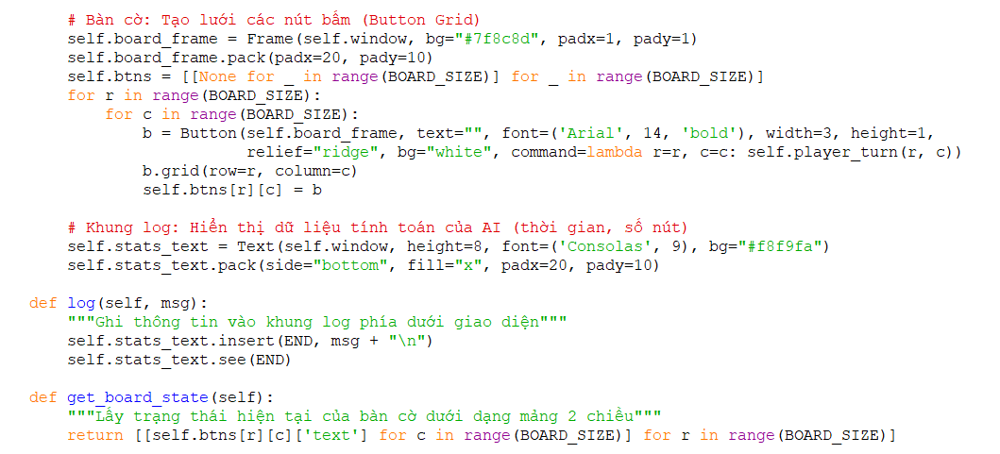 # Bàn cờ: Tạo lưới các nút bấm (Button Grid)
self.board_frame = Frame(self.window, bg="#7f8c8d", padx=1, pady=1)
self.board_frame.pack(padx=20, pady=10)
self.btns = [[None for _ in range(BOARD_SIZE)] for _ in range(BOARD_SIZE)]
for r in range(BOARD_SIZE):
for c in range(BOARD_SIZE):
b = Button(self.board_frame, text="", font=('Arial', 14, 'bold'), width=3, height=1,
relief="ridge", bg="white", command=lambda r=r, c=c: self.player_turn(r, c))
b.grid(row=r, column=c)
self.btns[r][c] = b
# Khung log: Hiển thị dữ liệu tính toán của AI (thời gian, số nút)
self.stats_text = Text(self.window, height=8, font=('Consolas', 9), bg="#f8f9fa")
self.stats_text.pack(side="bottom", fill="x", padx=20, pady=10)
def log(self, msg):
"""Ghi thông tin vào khung log phía dưới giao diện"""
self.stats_text.insert(END, msg + "\n")
self.stats_text.see(END)
def get_board_state(self):
"""Lấy trạng thái hiện tại của bàn cờ dưới dạng mảng 2 chiều"""
return [[self.btns[r][c]['text'] for c in range(BOARD_SIZE)] for r in range(BOARD_SIZE)]